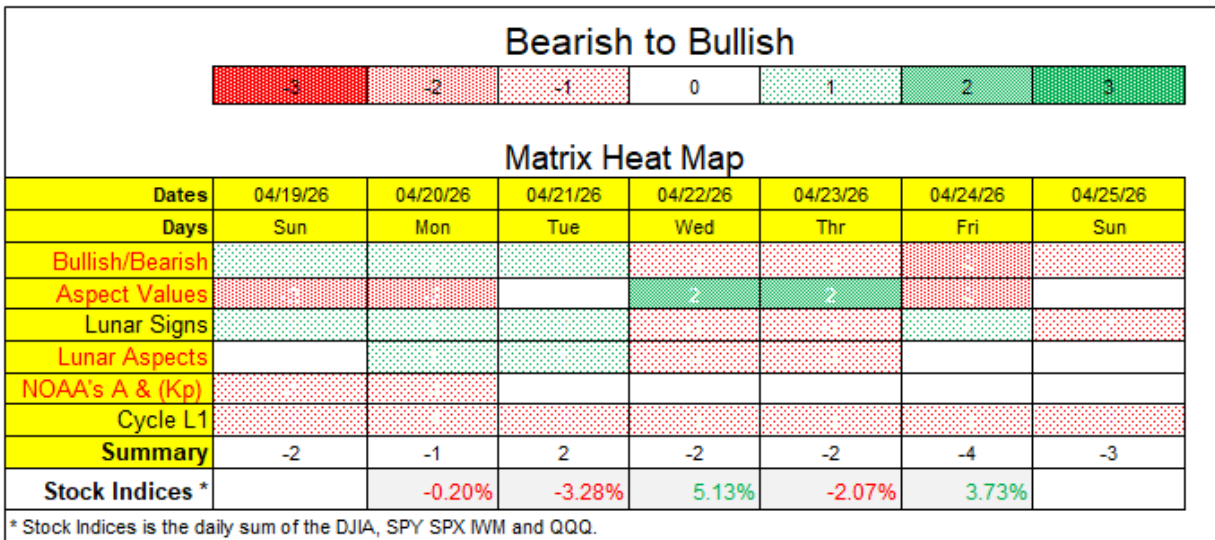 Bearish to Bullish
-3 -2 -1 0 1 2 3
Matrix Heat Map
Dates 04/19/26 04/20/26 04/21/26 04/22/26 04/23/26 04/24/26 04/25/26
Days Sun Mon Tue Wed Thr Fri Sun
Bullish/Bearish
Aspect Values 2 2
Lunar Signs
Lunar Aspects
NOAA's A & (Kp)
Cycle L1
Summary -2 -1 2 -2 -2 -4 -3
Stock Indices * -0.20% -3.28% 5.13% -2.07% 3.73%
* Stock Indices is the daily sum of the DJIA, SPY SPX IWM and QQQ.